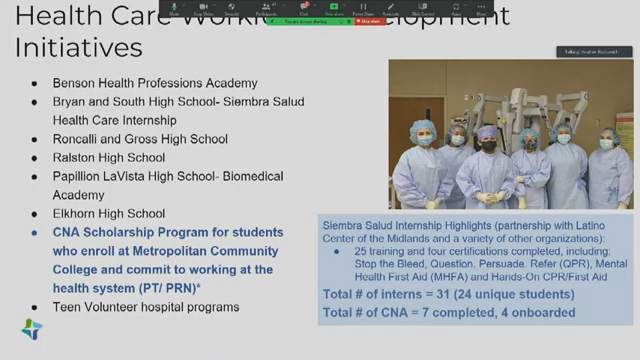 Health Care Workforce Development
Initiatives
● Benson Health Professions Academy
● Bryan and South High School- Siembra Salud
Health Care Internship
● Roncalli and Gross High School
● Ralston High School
● Papillion LaVista High School- Biomedical
Academy
● Elkhorn High School
● CNA Scholarship Program for students
who enroll at Metropolitan Community
College and commit to working at the
health system (PT/ PRN)*
● Teen Volunteer hospital programs
Siembra Salud Internship Highlights (partnership with Latino
Center of the Midlands and a variety of other organizations):
● 25 training and four certifications completed, including:
Stop the Bleed, Question. Persuade. Refer (QPR), Mental
Health First Aid (MHFA) and Hands-On CPR/First Aid
Total # of interns = 31 (24 unique students)
Total # of CNA = 7 completed, 4 onboarded